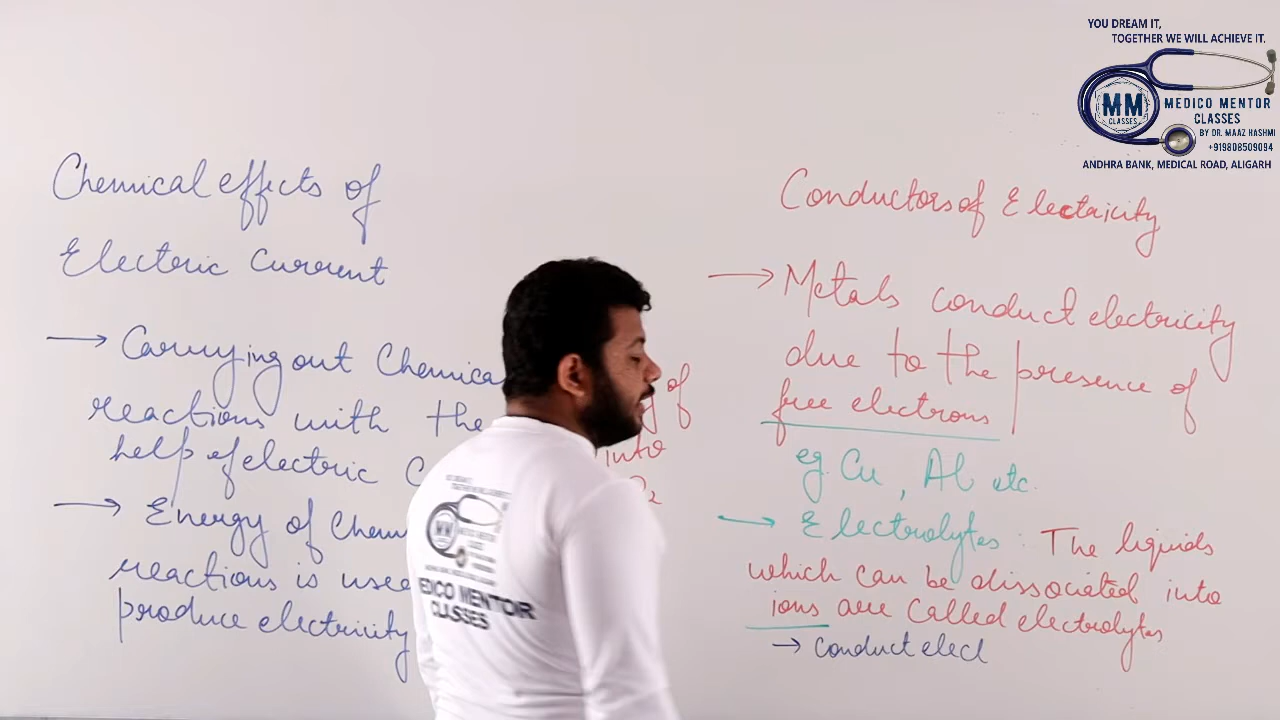 YOU DREAM IT,
TOGETHER WE WILL ACHIEVE IT.
MM
CLASSES
MEDICO MENTOR
CLASSES
BY DR. MAAZ HASHMI
+919808509094
ANDHRA BANK, MEDICAL ROAD, ALIGARH
Chemical effects of
Electric Current
→ Carrying out Chemica
reactions with the
help of electric C
→ Energy of Chem
reactions is use
produce electricity
of
into
O2
Conductors of Electricity
→ Metals conduct electricity
due to the presence of
free electrons
eg. Cu, Al etc.
→ Electrolytes : The liquids
which can be dissociated into
ions are called electrolytes
→ conduct elect
MM
EDICO MENTOR
CLASSES